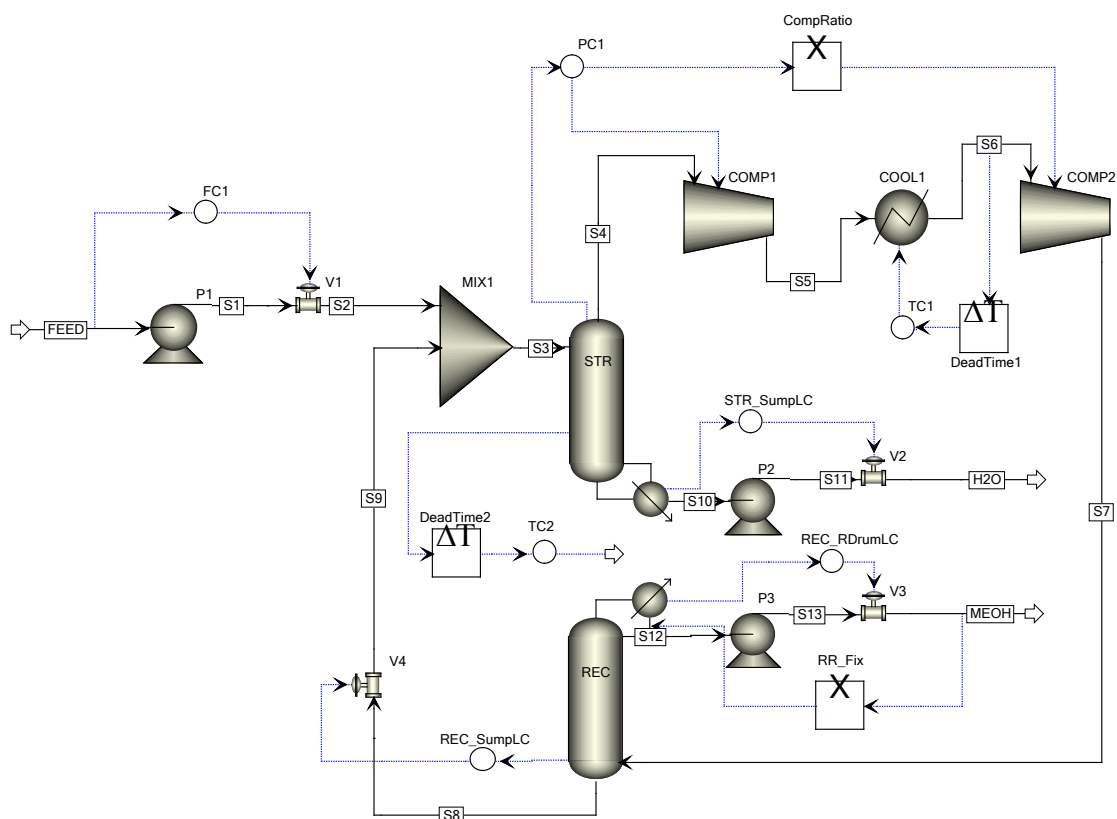 CompRatio
X
PC1
S6
COMP1
COOL1
COMP2
FC1
S4
V1
P1
S1
S2
MIX1
S5
TC1
ΔT
DeadTime1
FEED
S3
STR
STR_SumpLC
V2
P2
S11
H2O
S10
S9
S7
DeadTime2
ΔT
TC2
REC_RDrumLC
V3
P3
S13
MEOH
S12
RR_Fix
X
REC
V4
REC_SumpLC
S8